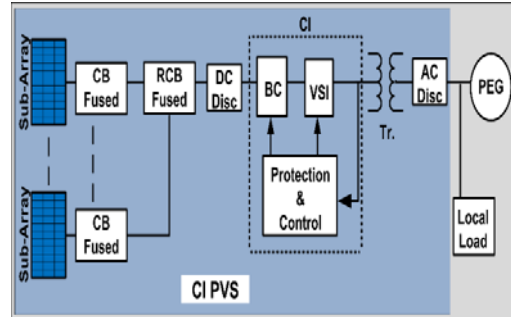 CI
Sub-Array
CB
Fused
RCB
Fused
DC
Disc
BC
VSI
Tr.
AC
Disc
PEG
Protection
&
Control
Sub-Array
CB
Fused
Local
Load
CI PVS